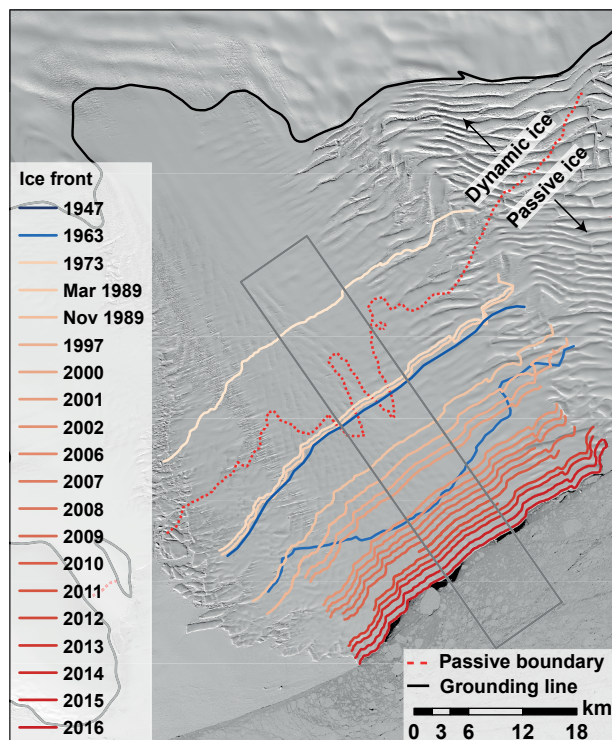 Dynamic ice
Passive ice
Ice front
1947
1963
1973
Mar 1989
Nov 1989
1997
2000
2001
2002
2006
2007
2008
2009
2010
2011
2012
2013
2014
2015
2016
Passive boundary
Grounding line
km
0 3 6 12 18